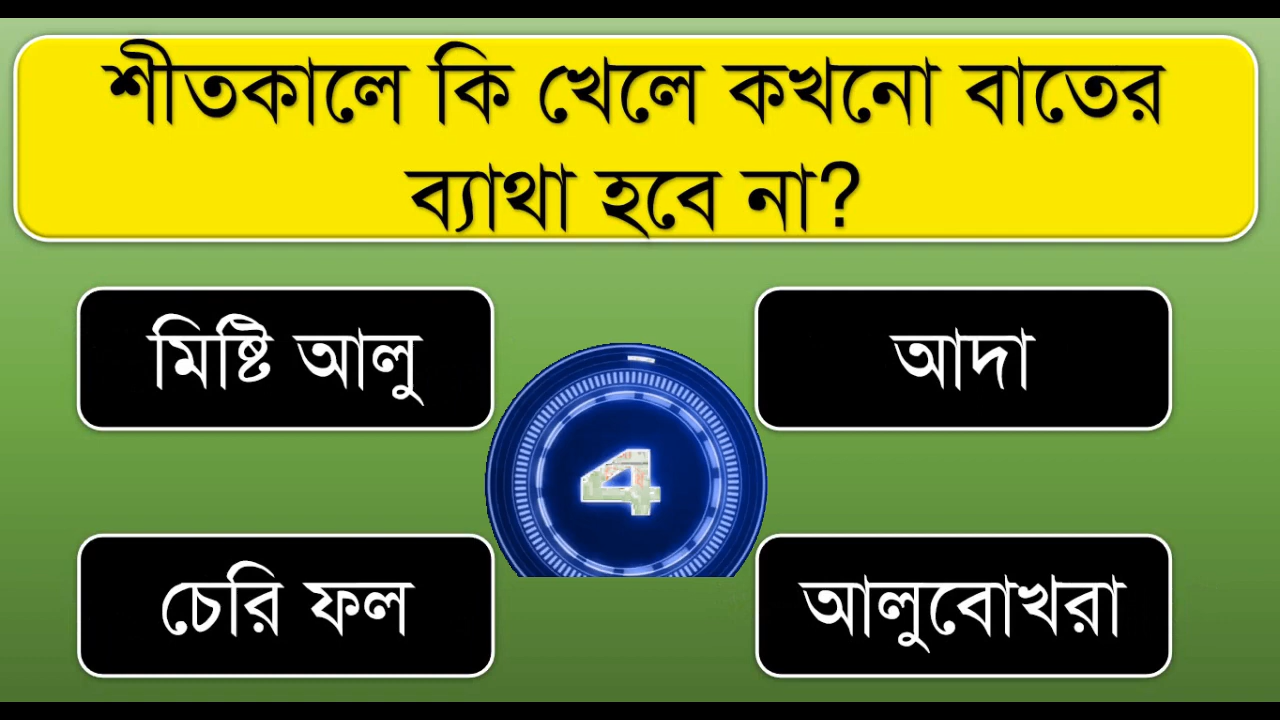 শীতকালে কি খেলে কখনো বাতের
ব্যাথা হবে না?
মিষ্টি আলু
আদা
4
চেরি ফল
আলুবোখরা